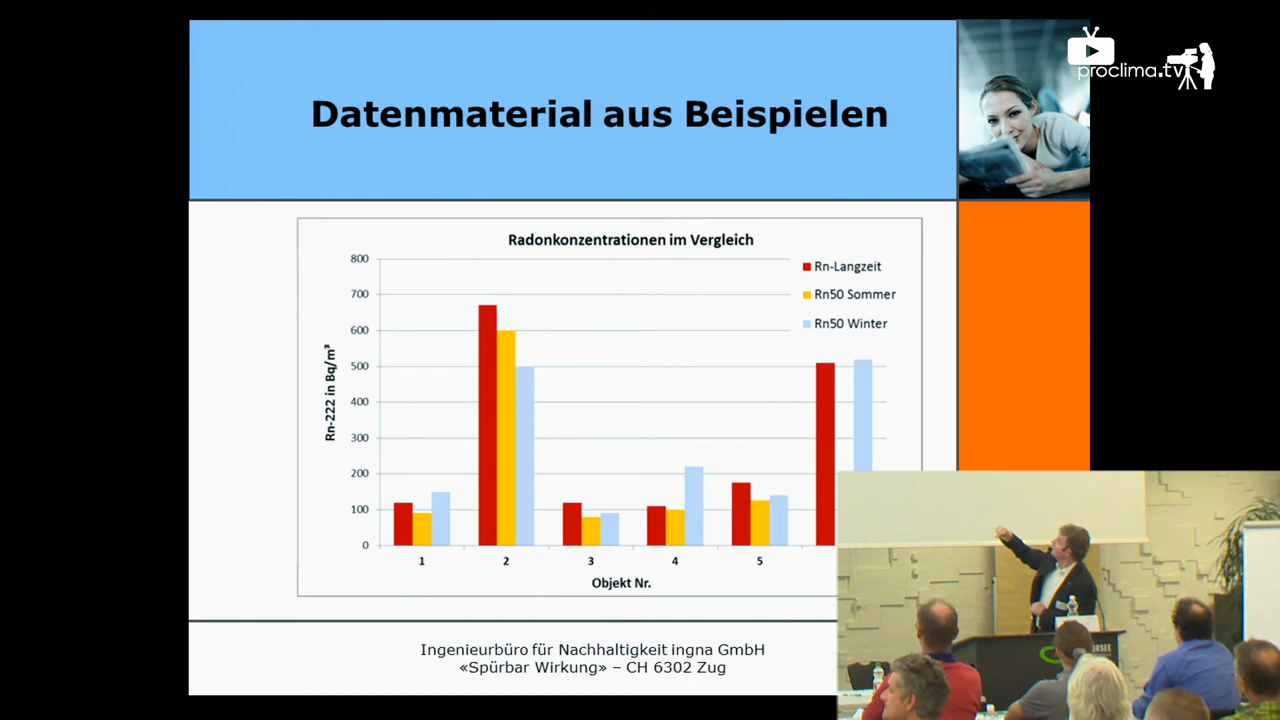 proclima.tv
Datenmaterial aus Beispielen
Radonkonzentrationen im Vergleich
Rn-Langzeit
Rn50 Sommer
Rn50 Winter
Rn-222 in Bq/m³
800
700
600
500
400
300
200
100
0
1 2 3 4 5
Objekt Nr.
Ingenieurbüro für Nachhaltigkeit ingna GmbH
«Spürbar Wirkung» – CH 6302 Zug